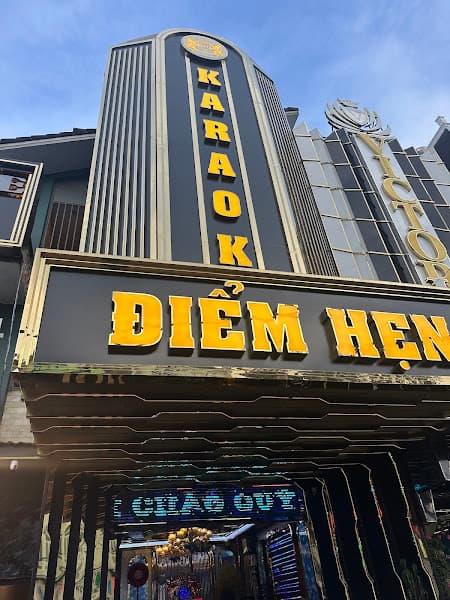 KARAOK
VICTOR
ĐIỂM HẸN
CHÀO QUÝ